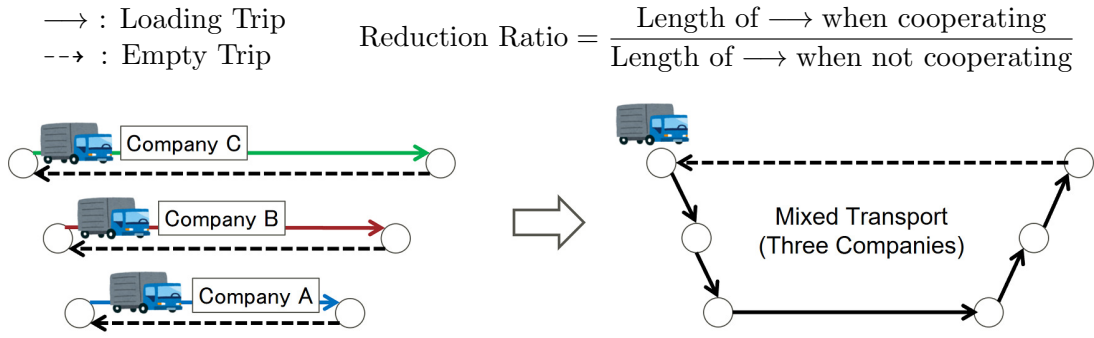 ⟶ : Loading Trip
⇢ : Empty Trip
Reduction Ratio = Length of ⟶ when cooperating
Length of ⟶ when not cooperating
Company C
Company B
Company A
Mixed Transport
(Three Companies)